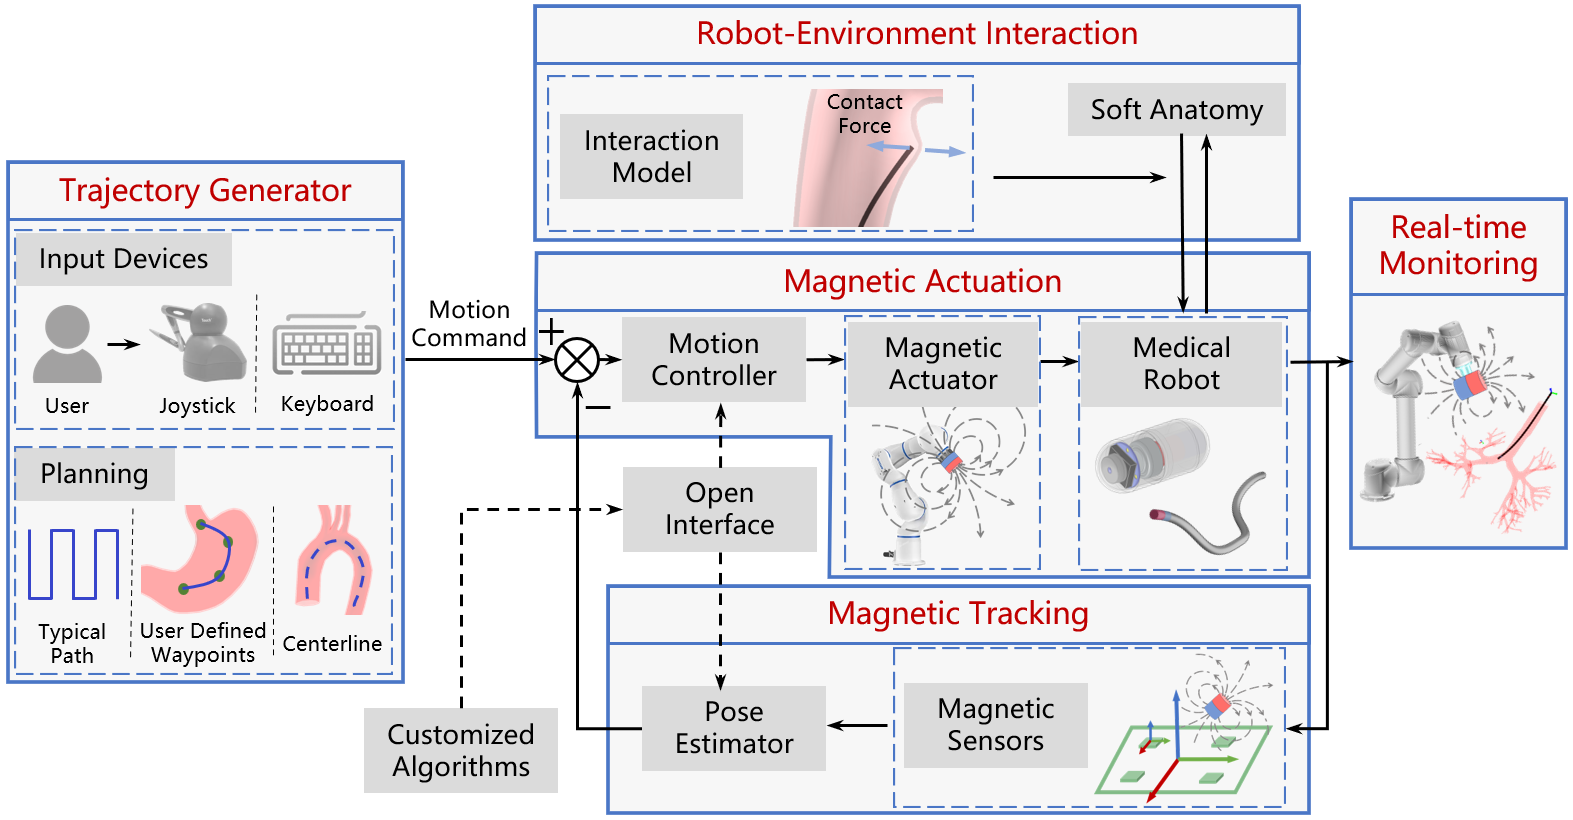 Robot-Environment Interaction
Interaction
Model
Contact
Force
Soft Anatomy
Trajectory Generator
Input Devices
User
Joystick
Keyboard
Planning
Typical
Path
User Defined
Waypoints
Centerline
Motion
Command
+
−
Magnetic Actuation
Motion
Controller
Magnetic
Actuator
Medical
Robot
Open
Interface
Customized
Algorithms
Magnetic Tracking
Pose
Estimator
Magnetic
Sensors
Real-time
Monitoring